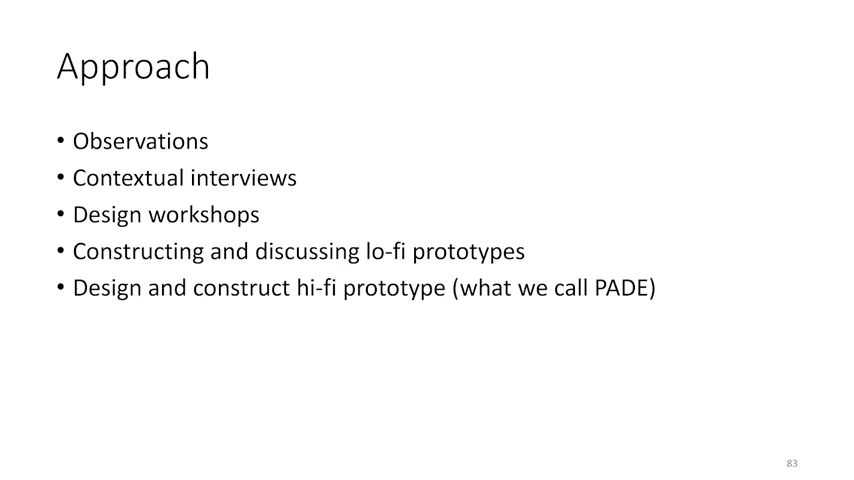 Approach
• Observations
• Contextual interviews
• Design workshops
• Constructing and discussing lo-fi prototypes
• Design and construct hi-fi prototype (what we call PADE)
83